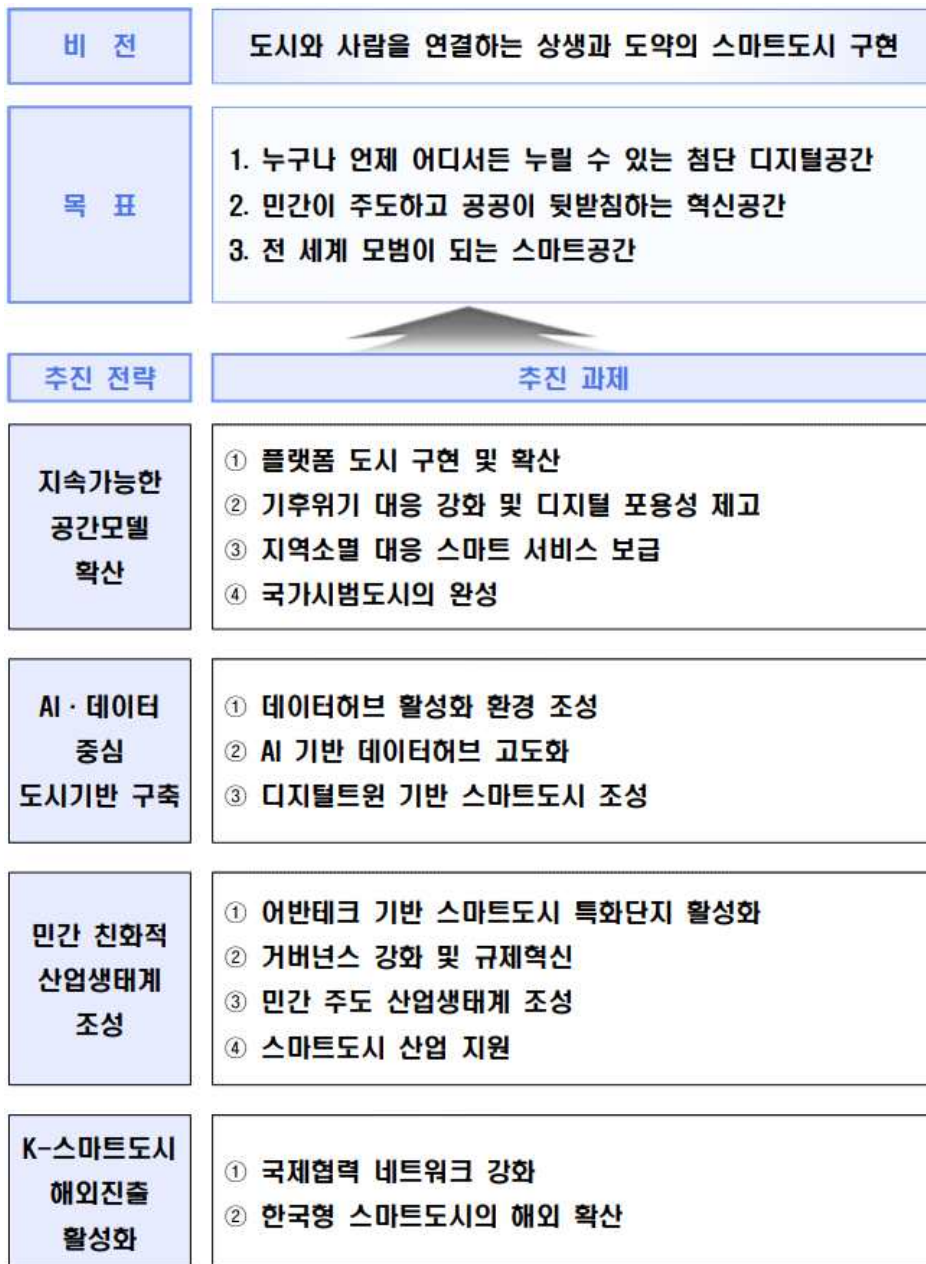 비 전
도시와 사람을 연결하는 상생과 도약의 스마트도시 구현
목 표
1. 누구나 언제 어디서든 누릴 수 있는 첨단 디지털공간
2. 민간이 주도하고 공공이 뒷받침하는 혁신공간
3. 전 세계 모범이 되는 스마트공간
추진 전략
추진 과제
지속가능한
공간모델
확산
① 플랫폼 도시 구현 및 확산
② 기후위기 대응 강화 및 디지털 포용성 제고
③ 지역소멸 대응 스마트 서비스 보급
④ 국가시범도시의 완성
AI · 데이터
중심
도시기반 구축
① 데이터허브 활성화 환경 조성
② AI 기반 데이터허브 고도화
③ 디지털트윈 기반 스마트도시 조성
민간 친화적
산업생태계
조성
① 어반테크 기반 스마트도시 특화단지 활성화
② 거버넌스 강화 및 규제혁신
③ 민간 주도 산업생태계 조성
④ 스마트도시 산업 지원
K-스마트도시
해외진출
활성화
① 국제협력 네트워크 강화
② 한국형 스마트도시의 해외 확산